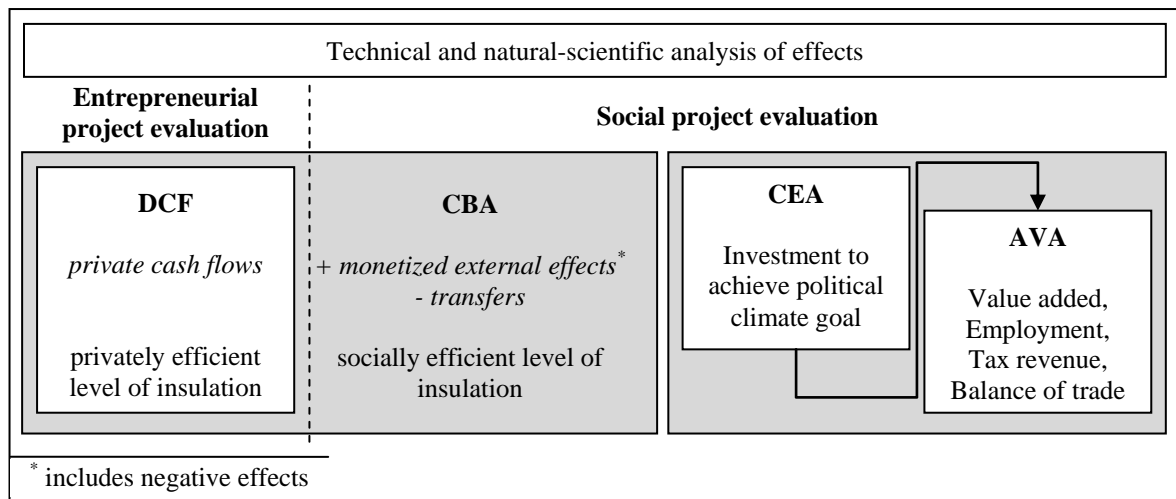 Technical and natural-scientific analysis of effects
Entrepreneurial
project evaluation
Social project evaluation
DCF
private cash flows
privately efficient
level of insulation
CBA
+ monetized external effects*
- transfers
socially efficient level of
insulation
CEA
Investment to
achieve political
climate goal
AVA
Value added,
Employment,
Tax revenue,
Balance of trade
* includes negative effects